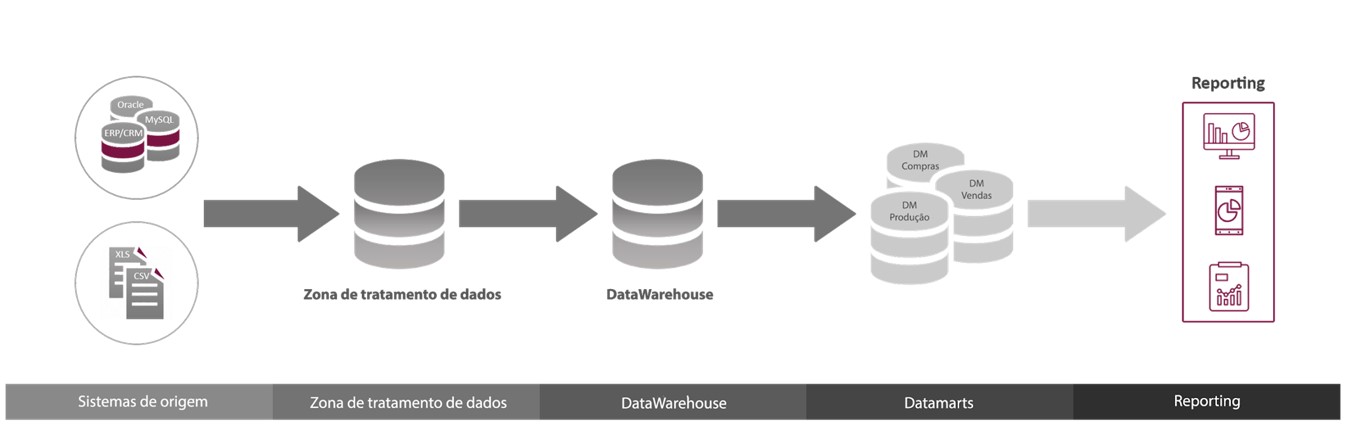 Reporting
Oracle
MySQL
ERP/CRM
XLS
CSV
DM
Compras
DM
Vendas
DM
Produção
Zona de tratamento de dados
DataWarehouse
Sistemas de origem
Zona de tratamento de dados
DataWarehouse
Datamarts
Reporting